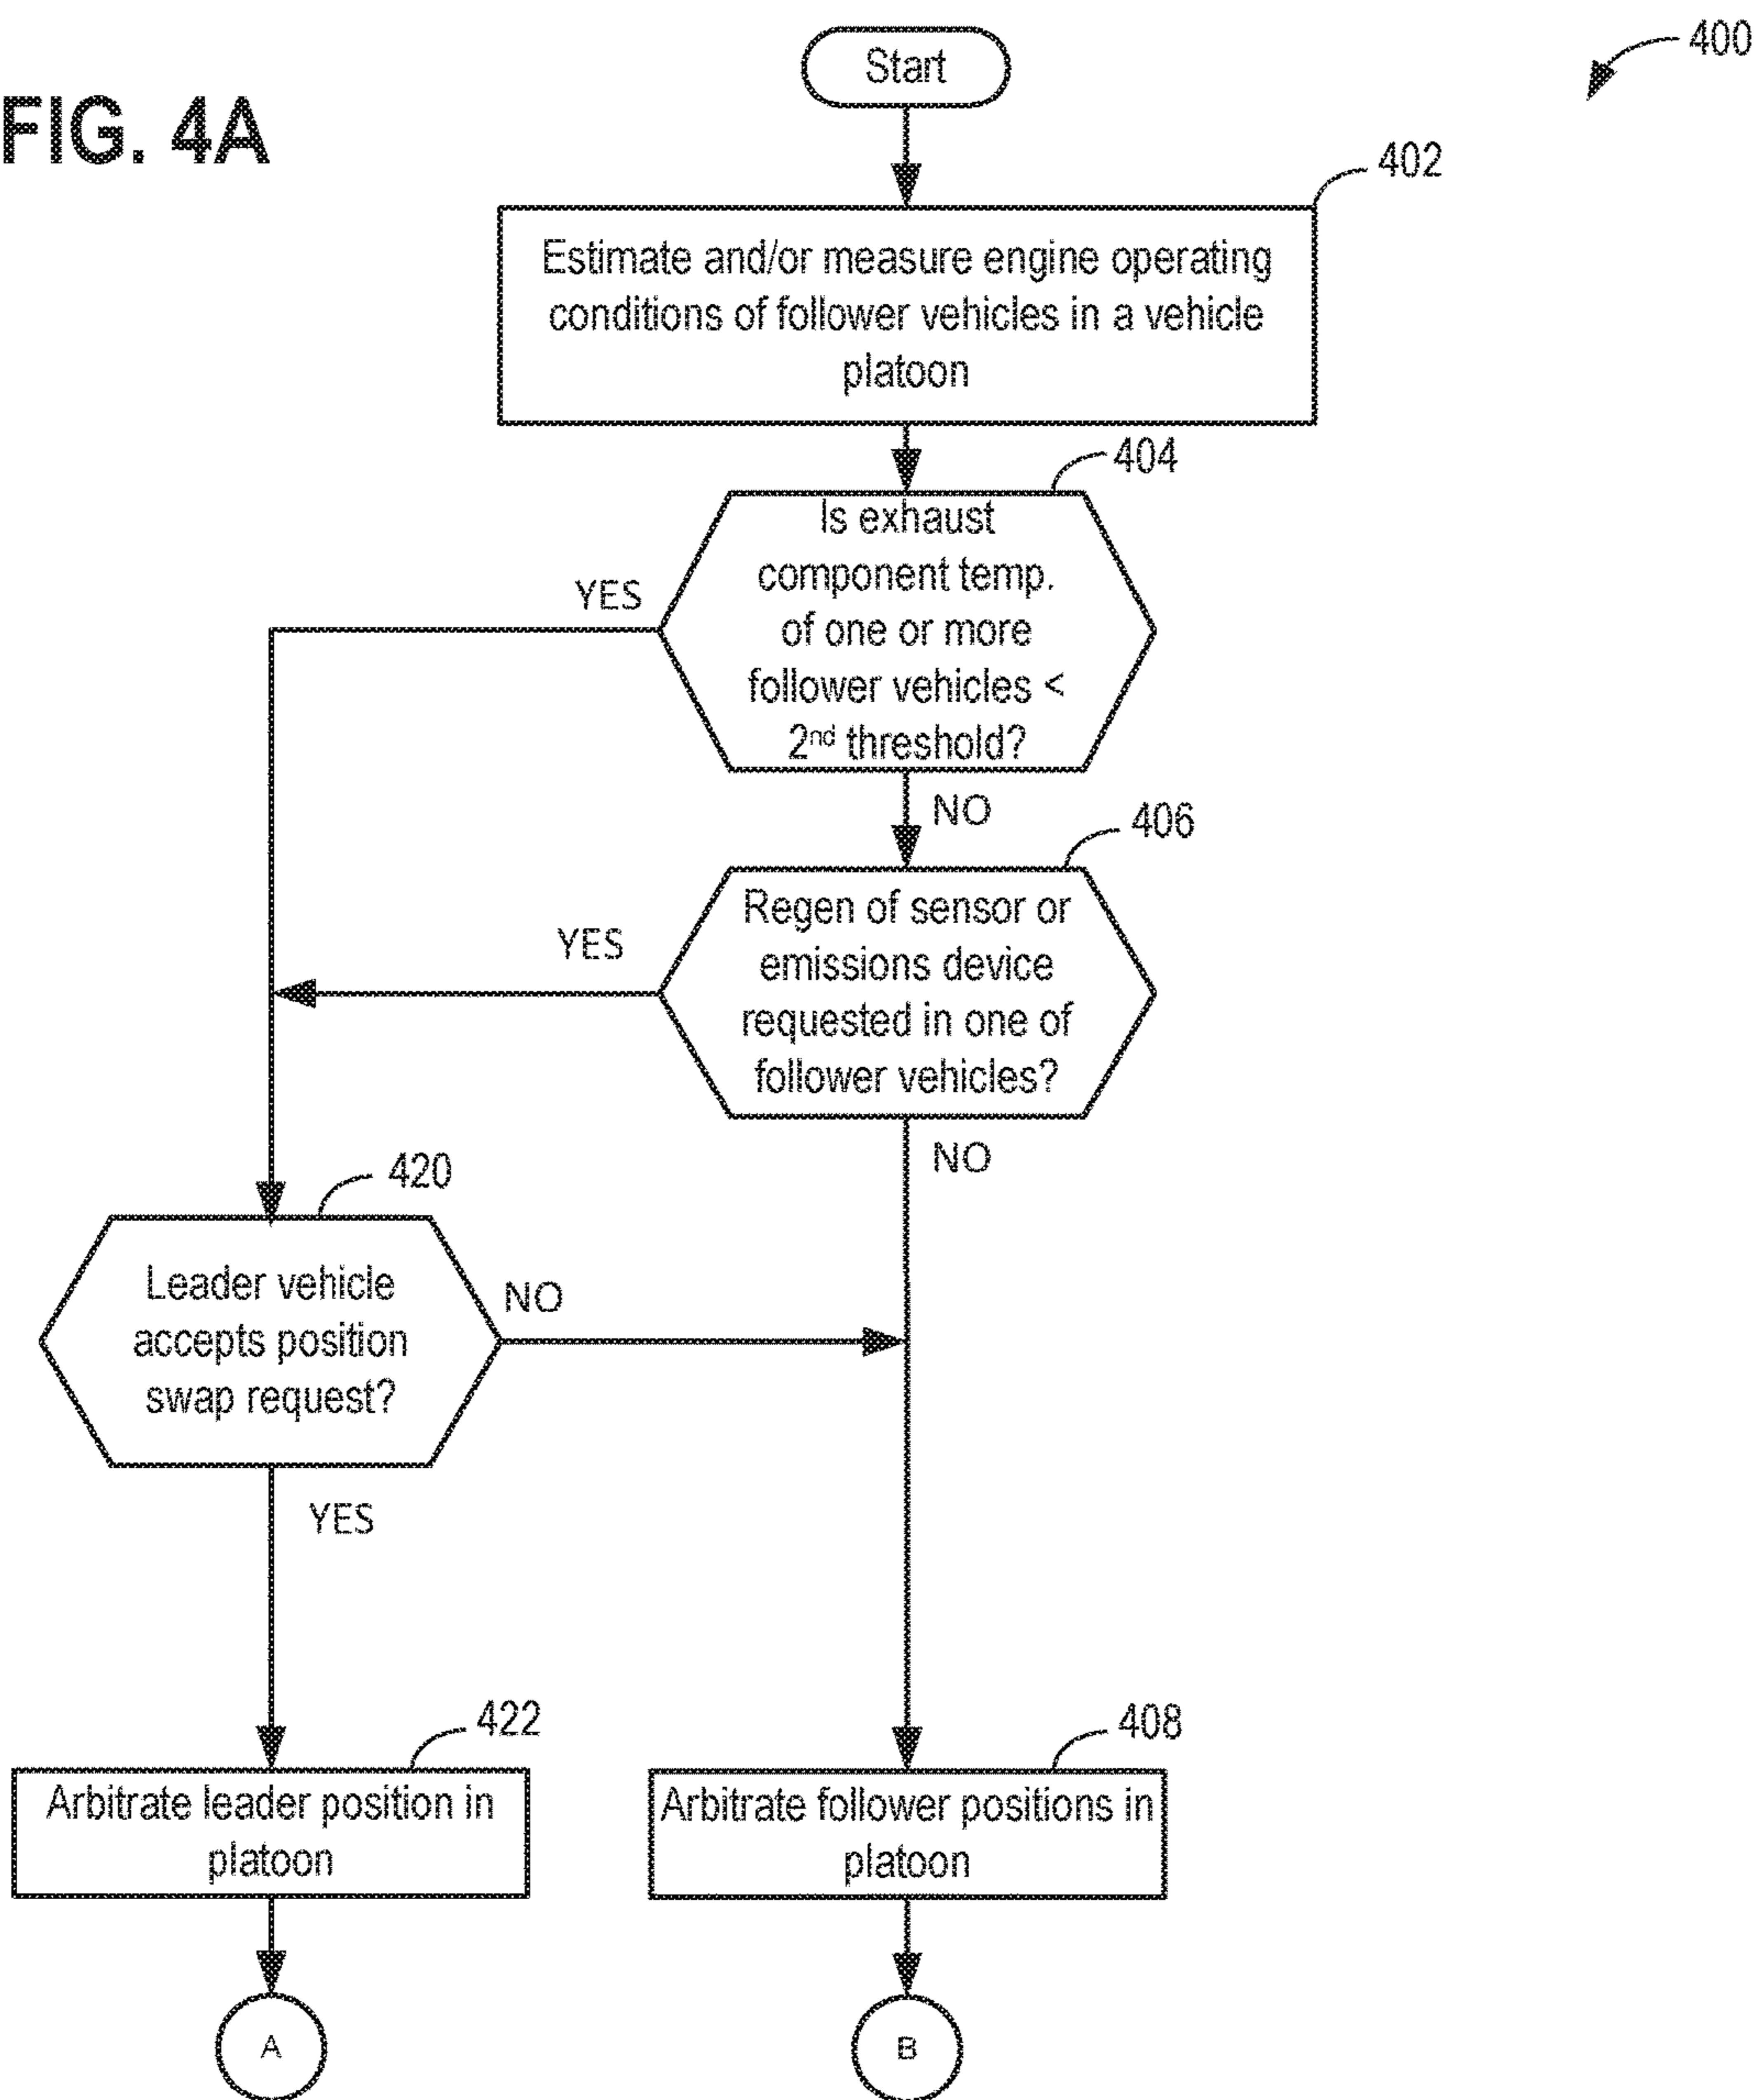 400
Start
FIG. 4A
402
Estimate and/or measure engine operating
conditions of follower vehicles in a vehicle
platoon
404
Is exhaust
component temp.
of one or more
follower vehicles <
2nd threshold?
YES
NO
406
Regen of sensor or
emissions device
requested in one of
follower vehicles?
YES
NO
420
Leader vehicle
accepts position
swap request?
NO
YES
422
Arbitrate leader position in
platoon
408
Arbitrate follower positions in
platoon
A
B